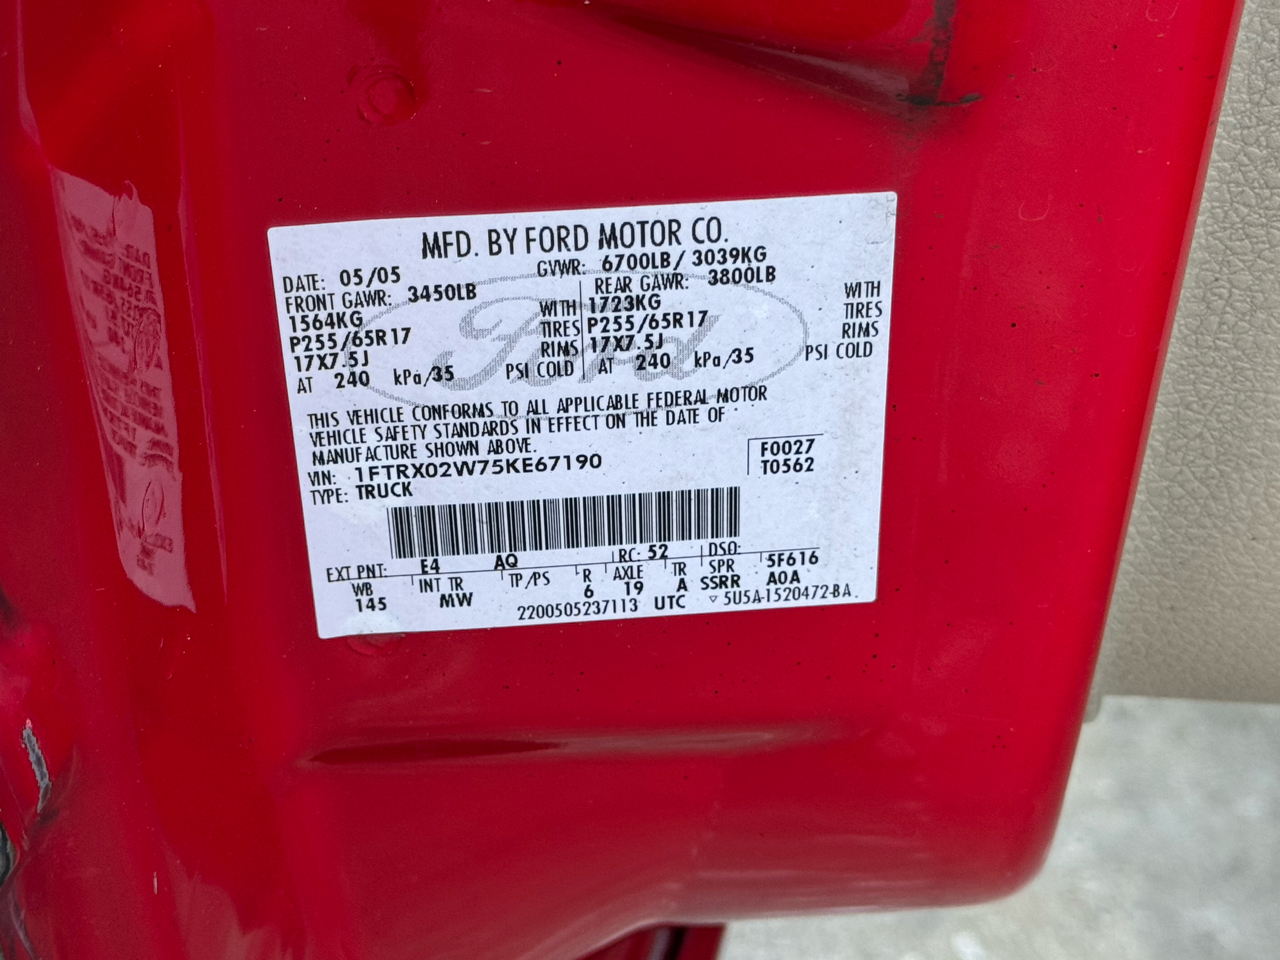 MFD. BY FORD MOTOR CO.
DATE: 05/05 GVWR: 6700LB/ 3039KG
FRONT GAWR: 3450LB REAR GAWR: 3800LB
1564KG WITH 1723KG WITH
P255/65R17 TIRES P255/65R17 TIRES
17X7.5J RIMS 17X7.5J RIMS
AT 240 kPa/35 PSI COLD AT 240 kPa/35 PSI COLD
Ford
THIS VEHICLE CONFORMS TO ALL APPLICABLE FEDERAL MOTOR
VEHICLE SAFETY STANDARDS IN EFFECT ON THE DATE OF
MANUFACTURE SHOWN ABOVE.
VIN: 1FTRX02W75KE67190 F0027
TYPE: TRUCK T0562
EXT PNT: E4 AQ RC: 52 DSO:
WB INT TR TP/PS R AXLE TR SPR 5F616
145 MW 6 19 A SSRR A0A
2200505237113 UTC ▽ 5U5A-1520472-BA